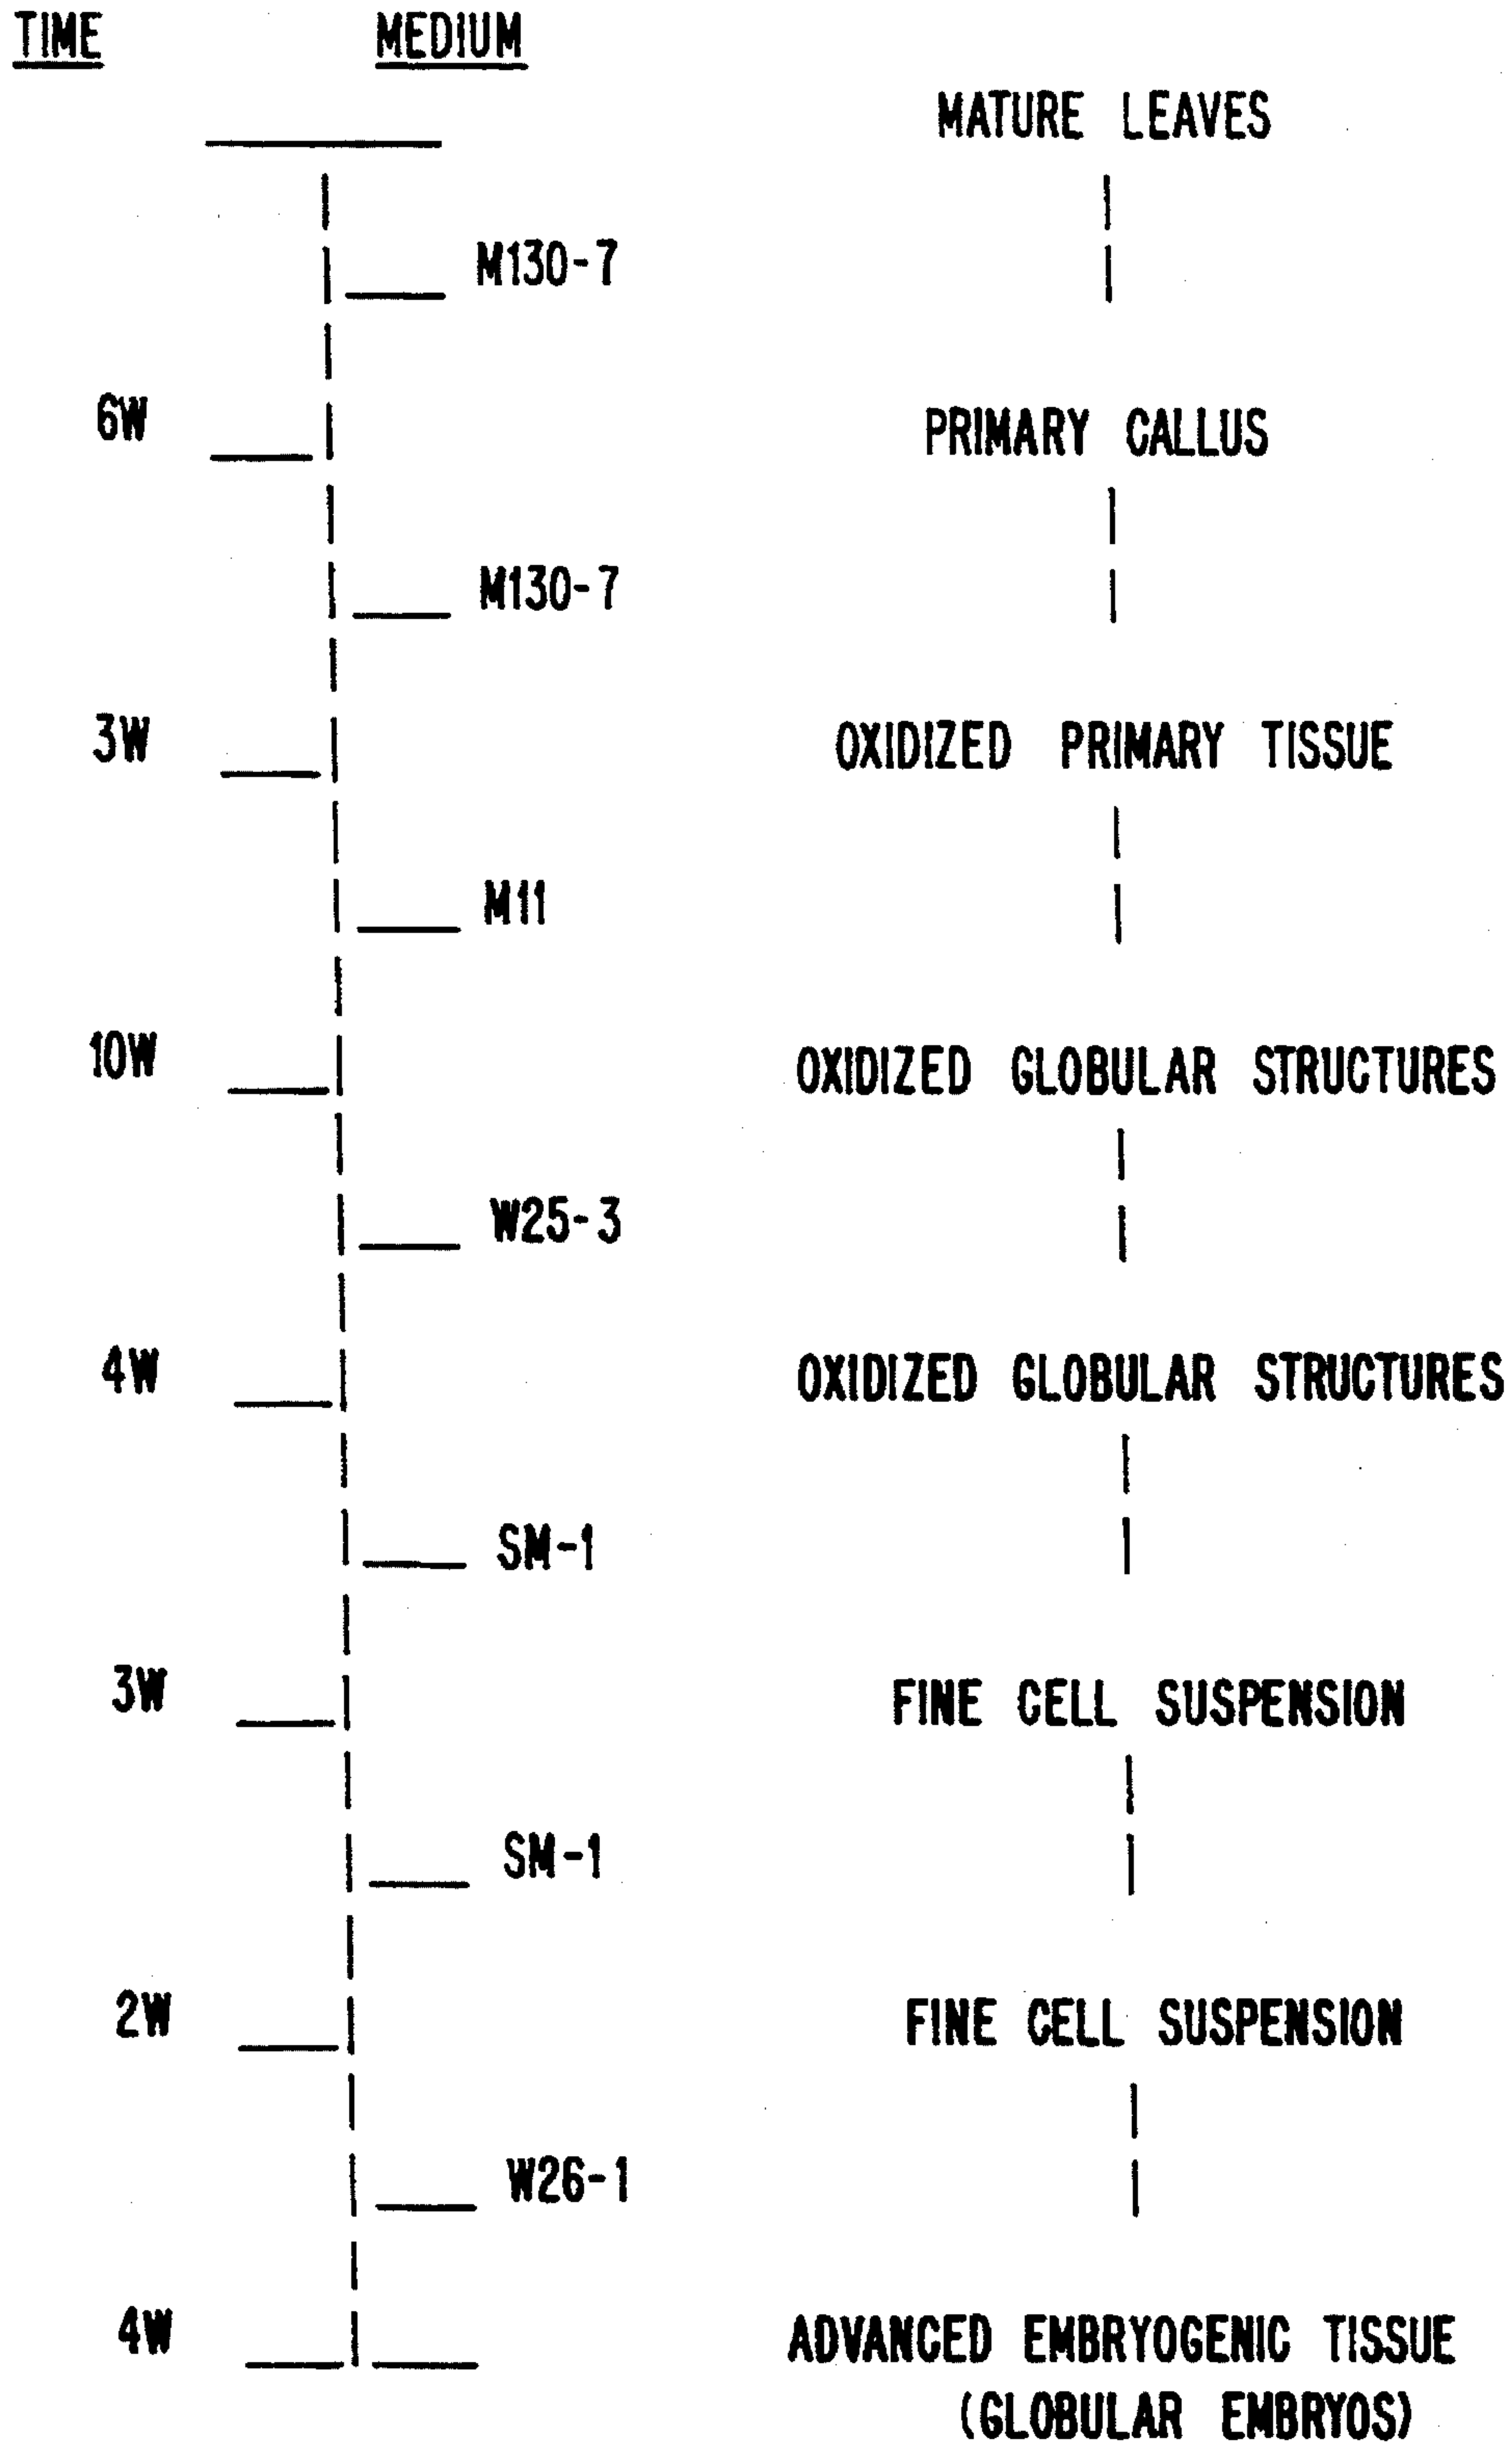 TIME MEDIUM
MATURE LEAVES
M130-7
6W PRIMARY CALLUS
M130-7
3W OXIDIZED PRIMARY TISSUE
M11
10W OXIDIZED GLOBULAR STRUCTURES
W25-3
4W OXIDIZED GLOBULAR STRUCTURES
SM-1
3W FINE CELL SUSPENSION
SM-1
2W FINE CELL SUSPENSION
W26-1
4W ADVANCED EMBRYOGENIC TISSUE
(GLOBULAR EMBRYOS)